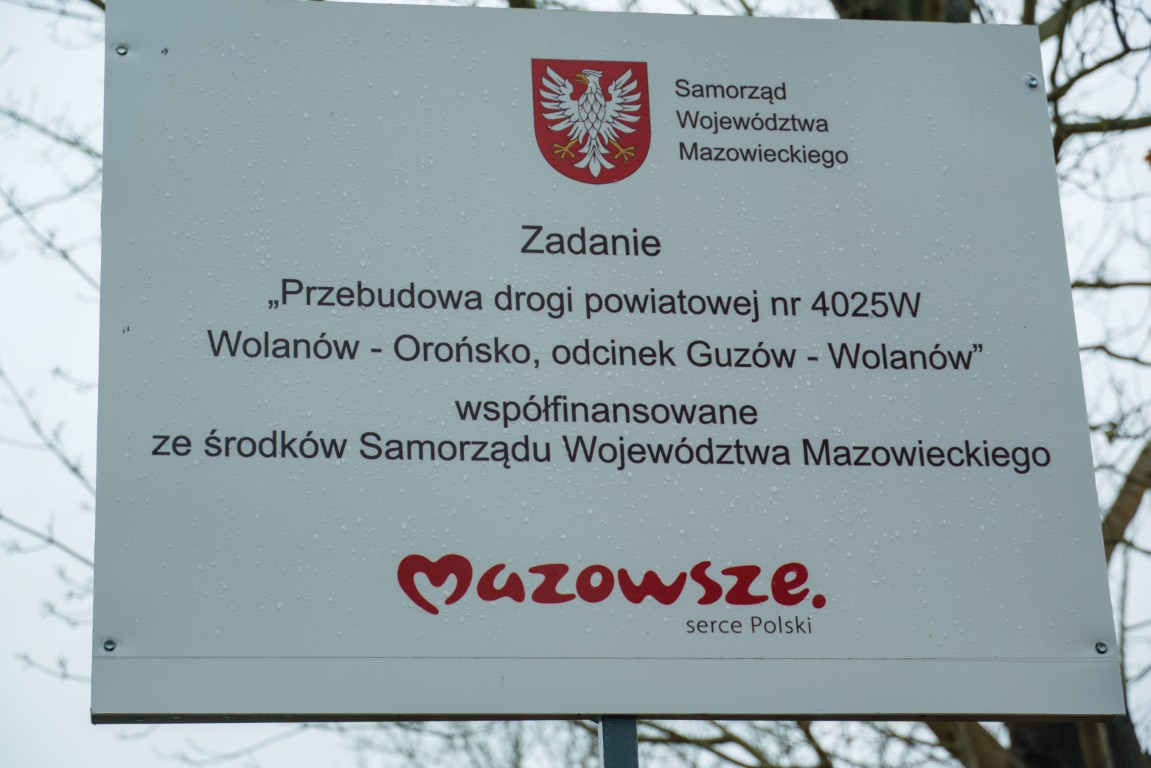 Samorząd
Województwa
Mazowieckiego
Zadanie
„Przebudowa drogi powiatowej nr 4025W
Wolanów - Orońsko, odcinek Guzów - Wolanów”
współfinansowane
ze środków Samorządu Województwa Mazowieckiego
mazowsze.
serce Polski